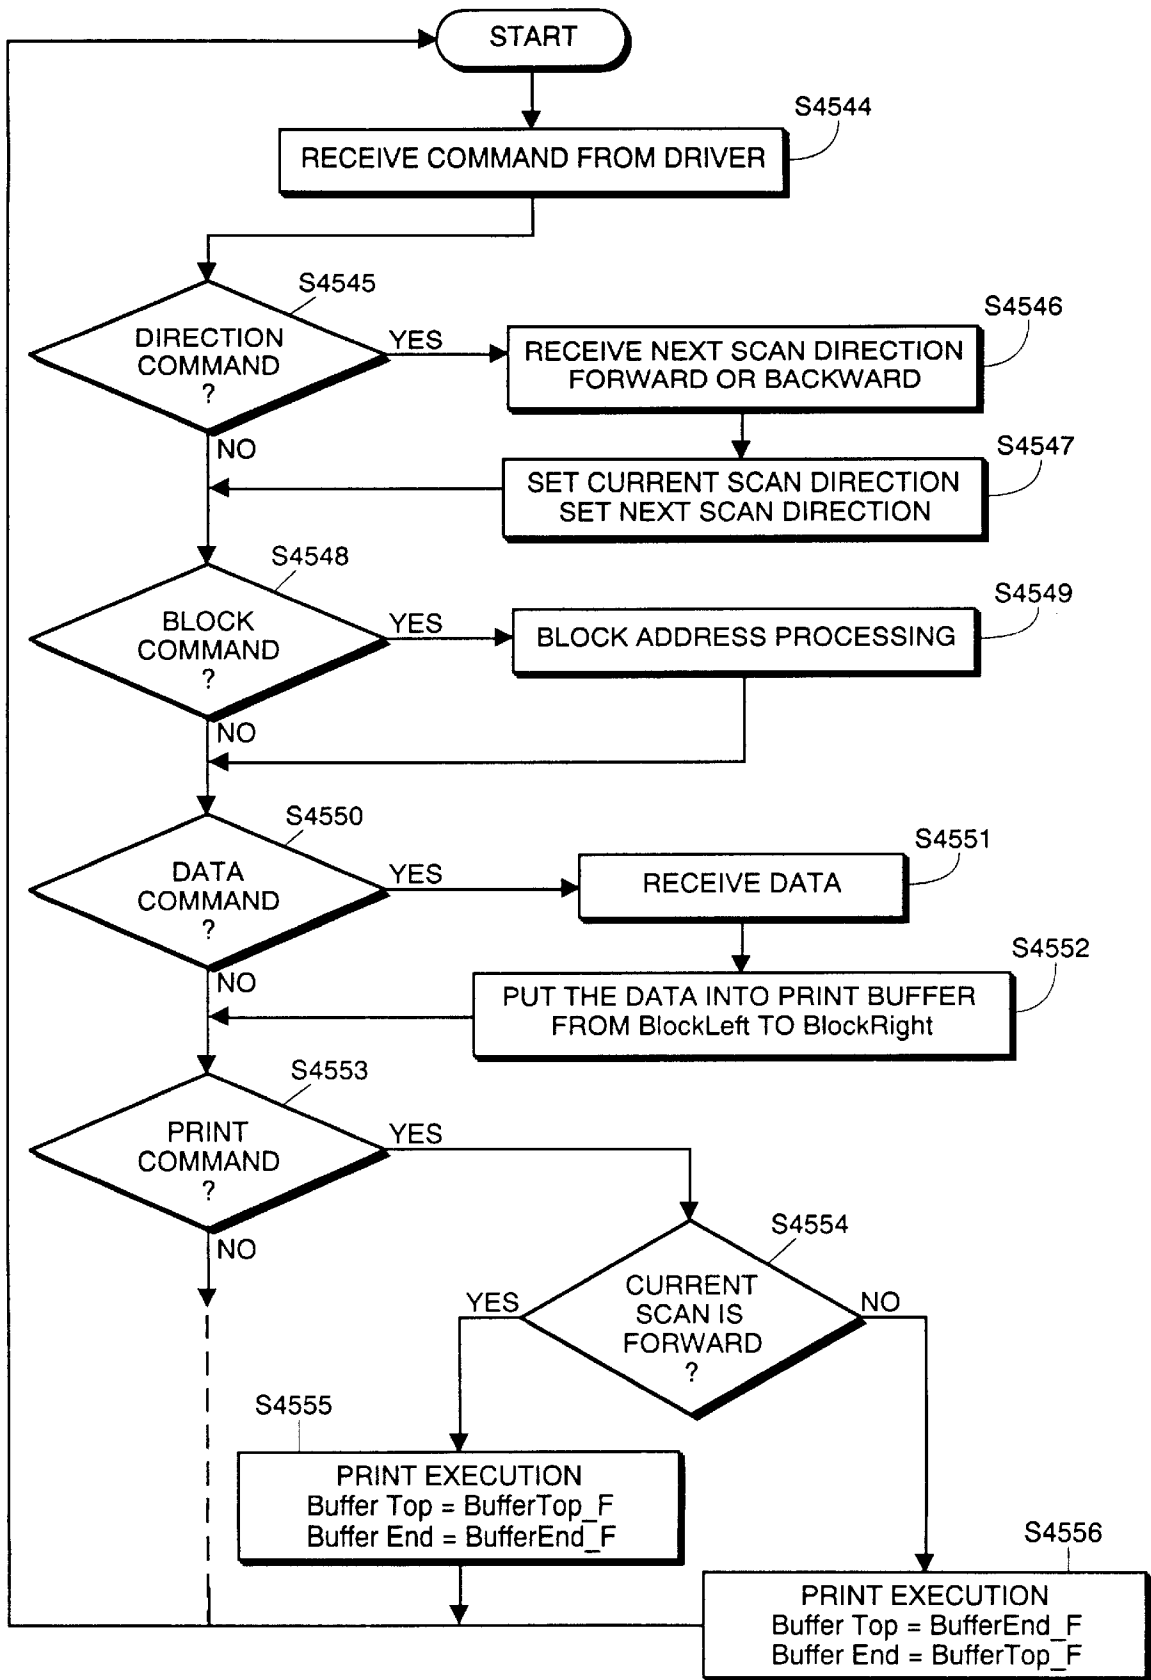 START
S4544
RECEIVE COMMAND FROM DRIVER
S4545
DIRECTION
COMMAND
?
YES
NO
S4546
RECEIVE NEXT SCAN DIRECTION
FORWARD OR BACKWARD
S4547
SET CURRENT SCAN DIRECTION
SET NEXT SCAN DIRECTION
S4548
BLOCK
COMMAND
?
YES
NO
S4549
BLOCK ADDRESS PROCESSING
S4550
DATA
COMMAND
?
YES
NO
S4551
RECEIVE DATA
S4552
PUT THE DATA INTO PRINT BUFFER
FROM BlockLeft TO BlockRight
S4553
PRINT
COMMAND
?
YES
NO
S4554
CURRENT
SCAN IS
FORWARD
?
YES
NO
S4555
PRINT EXECUTION
Buffer Top = BufferTop_F
Buffer End = BufferEnd_F
S4556
PRINT EXECUTION
Buffer Top = BufferEnd_F
Buffer End = BufferTop_F